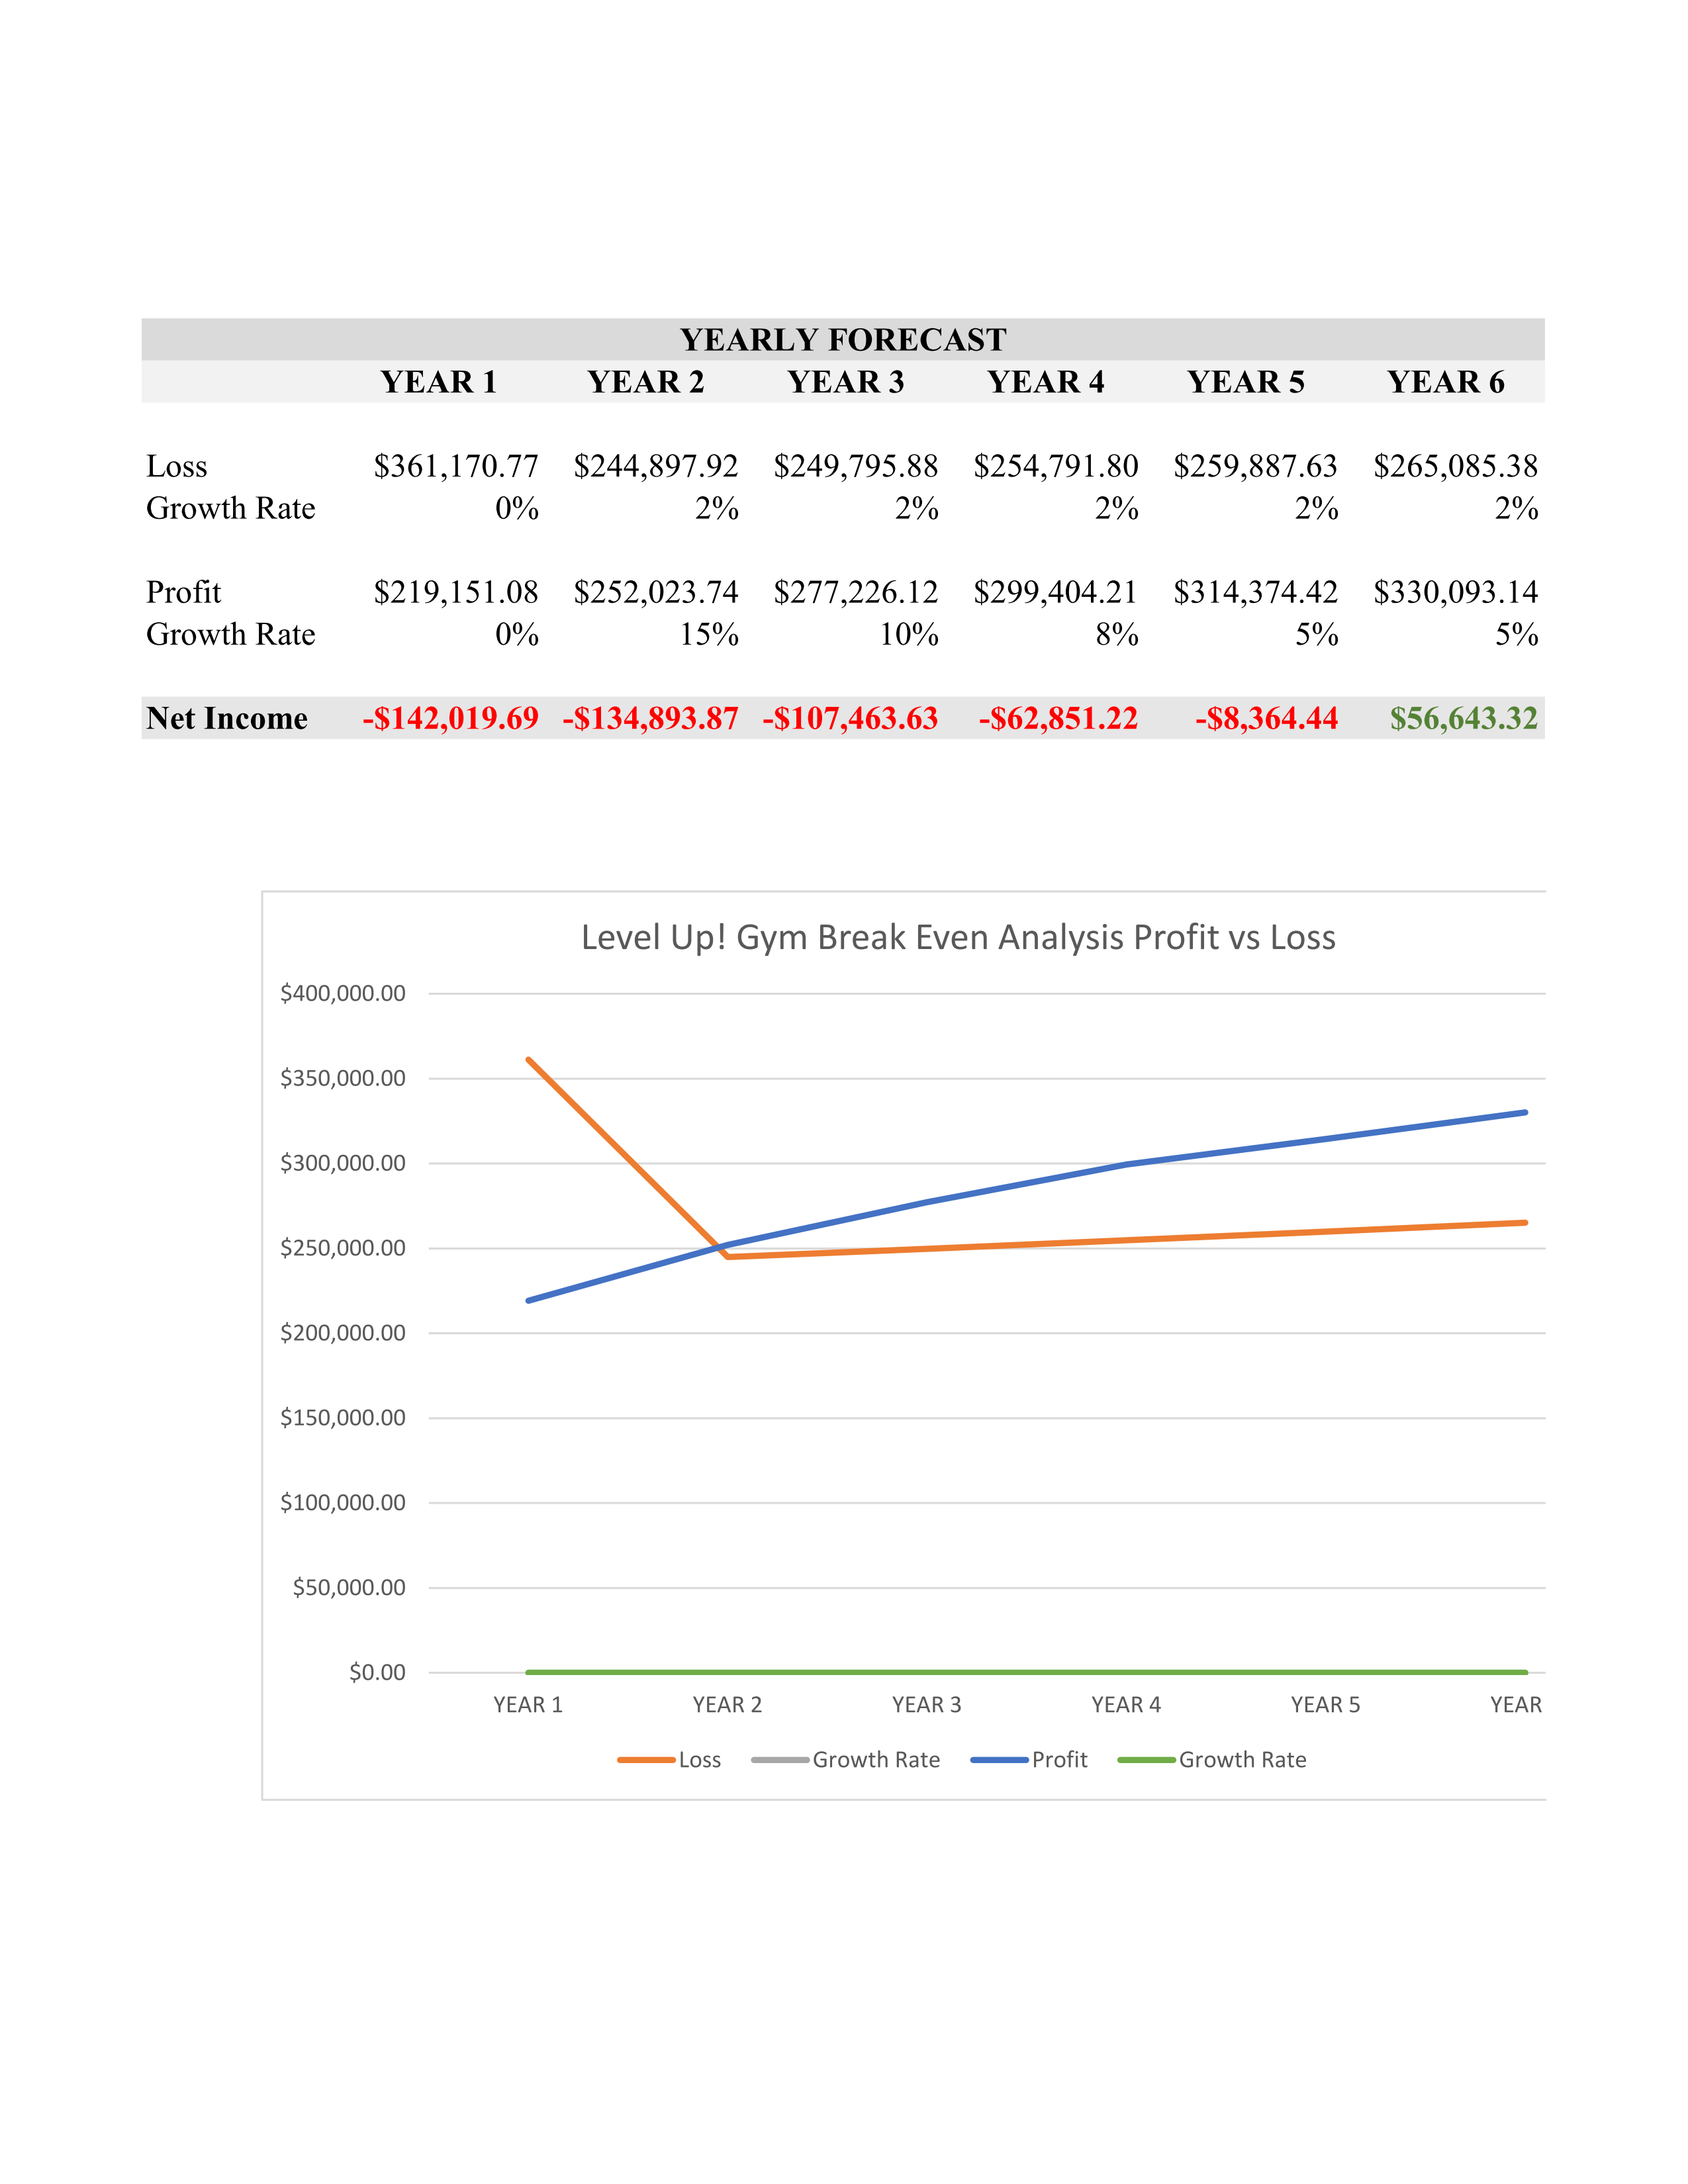 YEARLY FORECAST
YEAR 1 YEAR 2 YEAR 3 YEAR 4 YEAR 5 YEAR 6
Loss $361,170.77 $244,897.92 $249,795.88 $254,791.80 $259,887.63 $265,085.38
Growth Rate 0% 2% 2% 2% 2% 2%
Profit $219,151.08 $252,023.74 $277,226.12 $299,404.21 $314,374.42 $330,093.14
Growth Rate 0% 15% 10% 8% 5% 5%
Net Income -$142,019.69 -$134,893.87 -$107,463.63 -$62,851.22 -$8,364.44 $56,643.32
Level Up! Gym Break Even Analysis Profit vs Loss
$400,000.00
$350,000.00
$300,000.00
$250,000.00
$200,000.00
$150,000.00
$100,000.00
$50,000.00
$0.00
YEAR 1 YEAR 2 YEAR 3 YEAR 4 YEAR 5 YEAR
Loss Growth Rate Profit Growth Rate